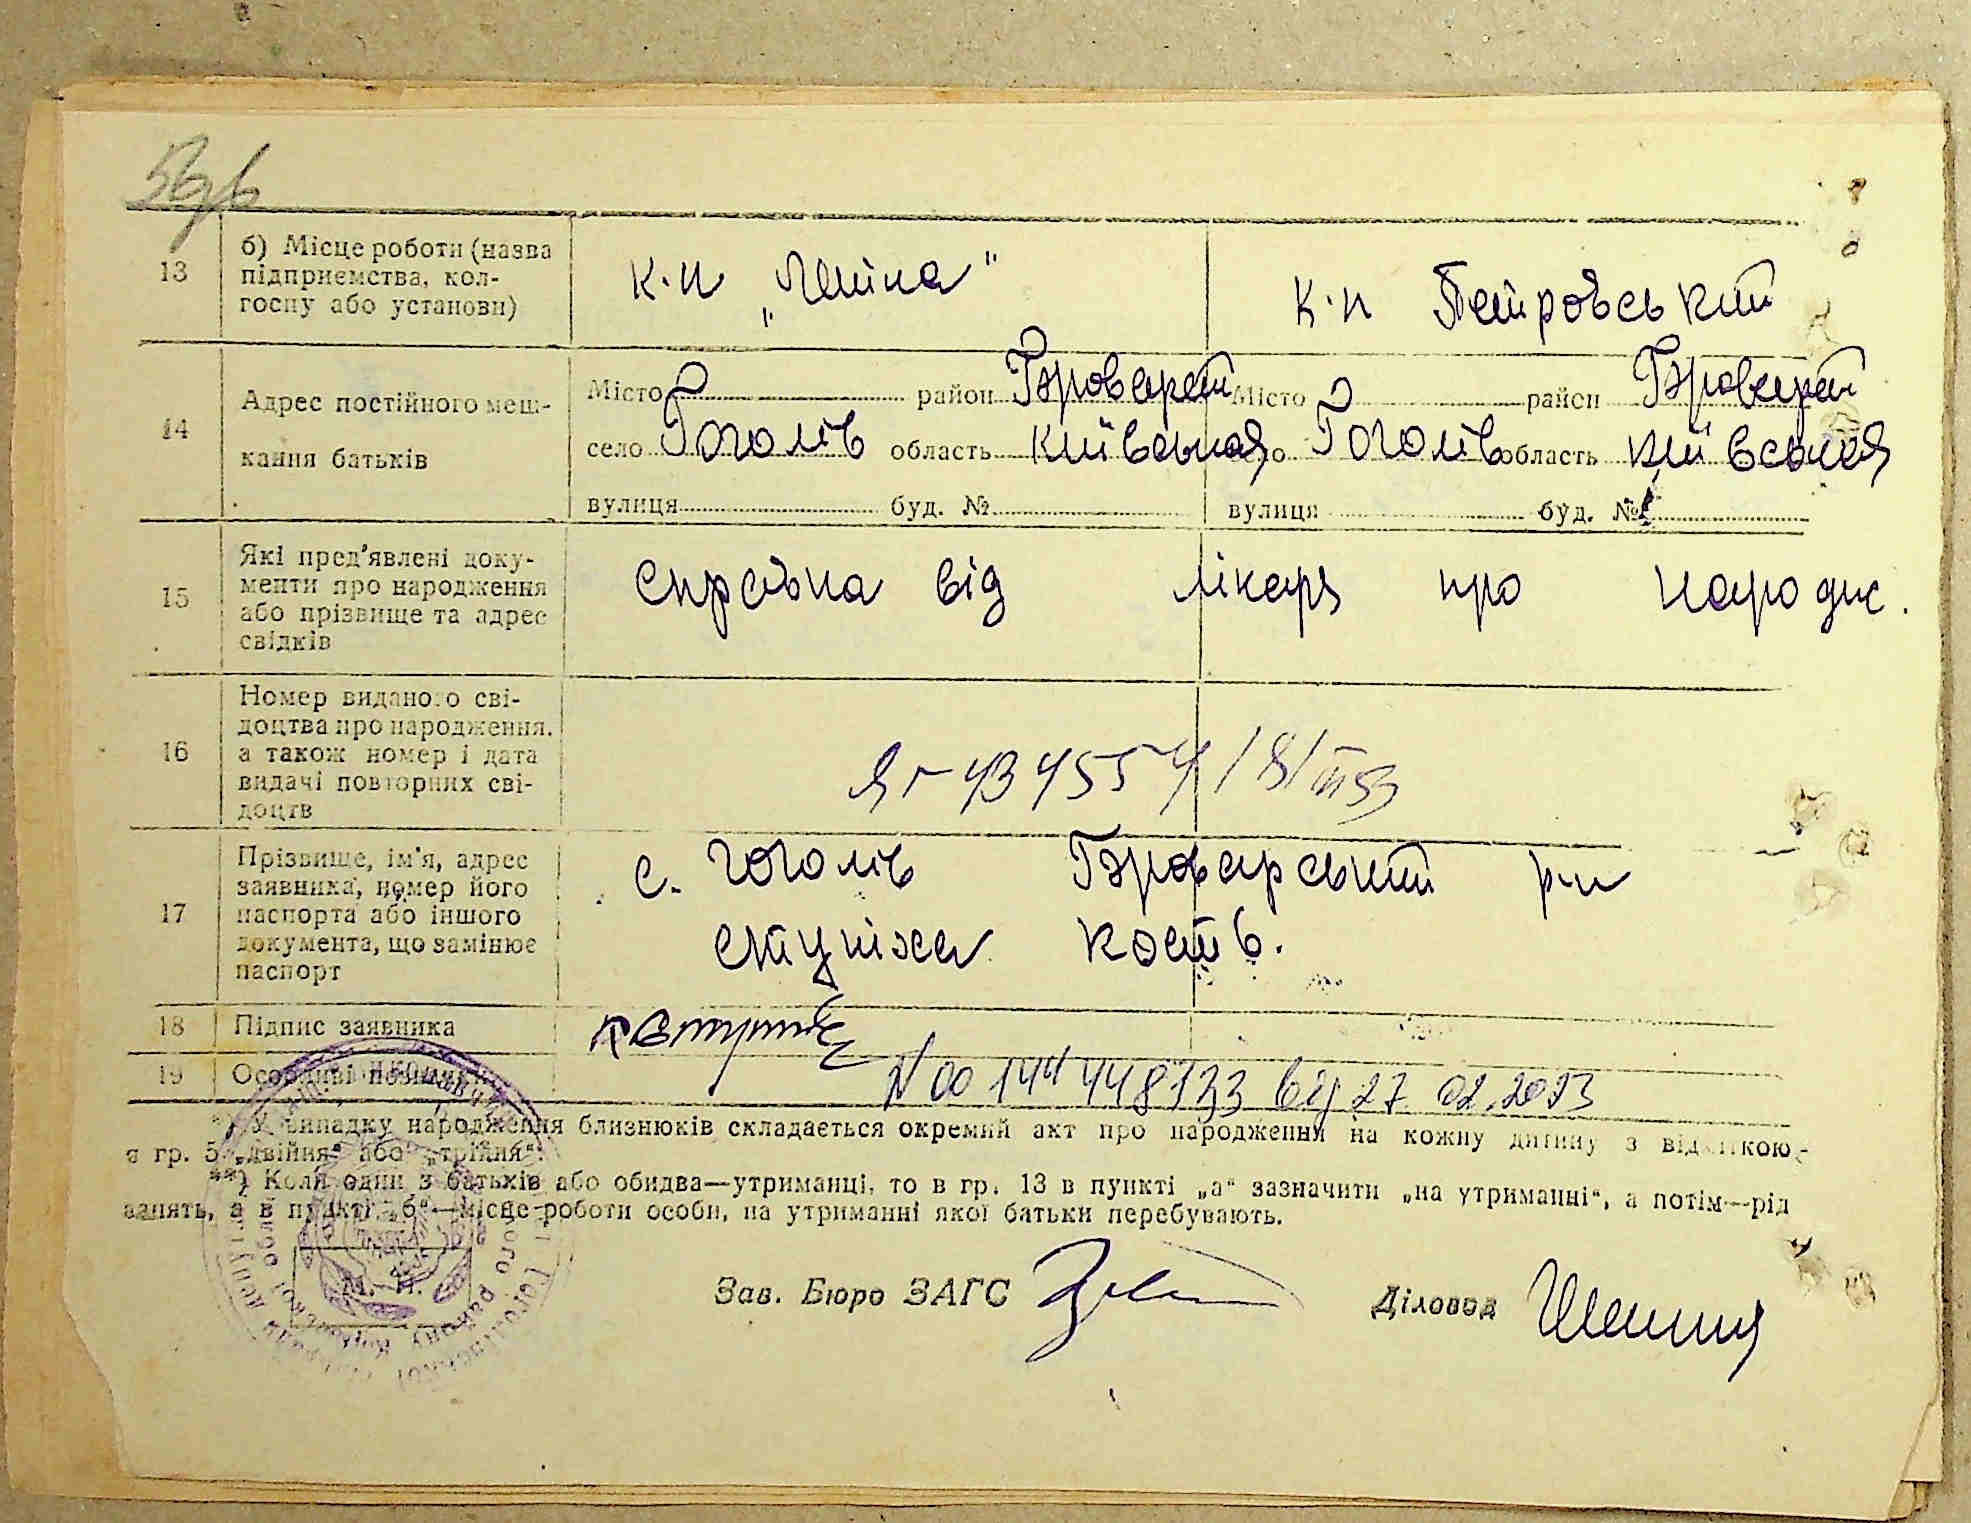 13 б) Місце роботи (назва
підприємства, кол-
госпу або установи)
к-п „Леніна" к-п Петровський
14 Адрес постійного меш-
кання батьків
Місто район Броварськ Місто район Броварськ
село Гоголів область Київська село Гоголів область Київська
вулиця буд. № вулиця буд. №
15 Які пред'явлені доку-
менти про народження
або прізвище та адрес
свідків
справка від лікаря про народж.
16 Номер виданого сві-
доцтва про народження,
а також номер і дата
видачі повторних сві-
доцтв
17 Прізвище, ім'я, адрес
заявника, номер його
паспорта або іншого
документа, що замінює
паспорт
с. Гоголів Броварський р-н
18 Підпис заявника
19 Особливі позначки
від 27.02.2023
*) У випадку народження близнюків складається окремий акт про народження на кожну дитину з відміткою
в гр. 5 „двійня" або „трійня".
**) Коли один з батьків або обидва—утриманці, то в гр. 13 в пункті „а" зазначити „на утриманні", а потім—рід
занять, а в пункті „б"—місце роботи особи, на утриманні якої батьки перебувають.
М. П.
Зав. Бюро ЗАГС Діловод